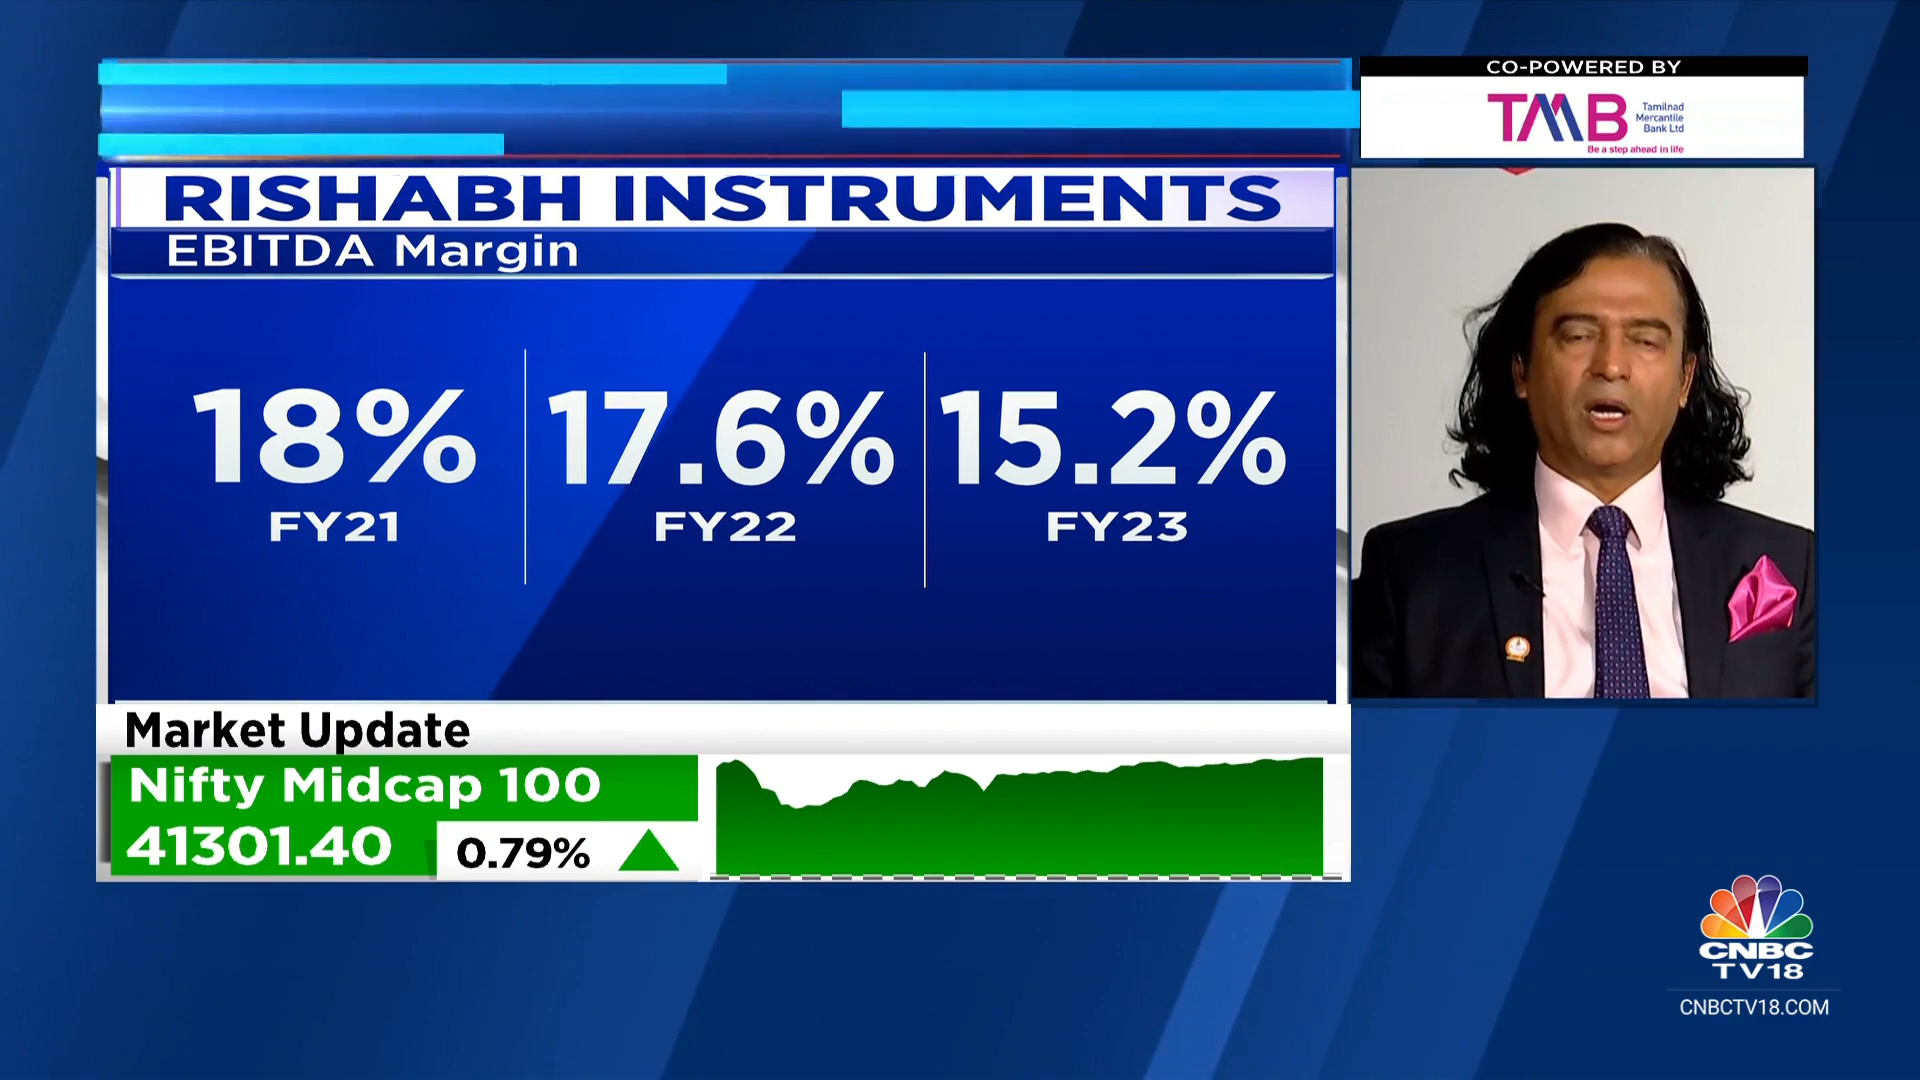 CO-POWERED BY
TMB
Tamilnad
Mercantile
Bank Ltd
Be a step ahead in life
RISHABH INSTRUMENTS
EBITDA Margin
18%
FY21
17.6%
FY22
15.2%
FY23
Market Update
Nifty Midcap 100
41301.40
0.79%
CNBC
TV18
CNBCTV18.COM